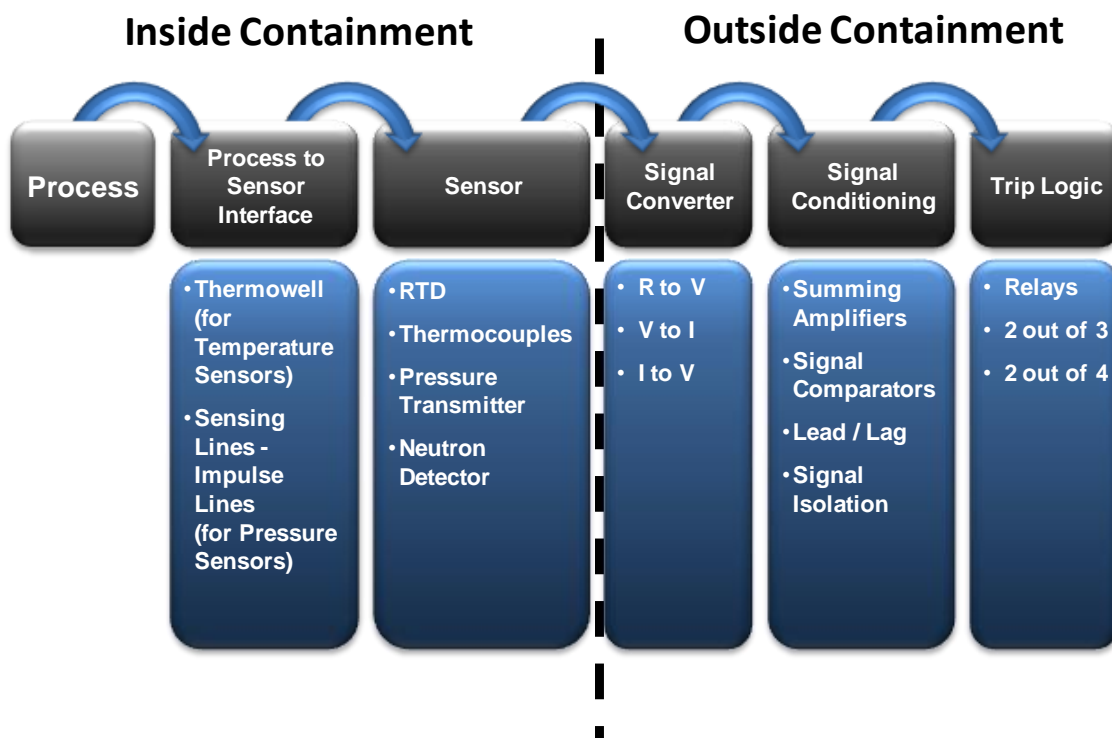 Inside Containment
Outside Containment
Process
Process to
Sensor
Interface
Sensor
Signal
Converter
Signal
Conditioning
Trip Logic
• Thermowell
(for
Temperature
Sensors)
• Sensing
Lines -
Impulse
Lines
(for Pressure
Sensors)
• RTD
• Thermocouples
• Pressure
Transmitter
• Neutron
Detector
• R to V
• V to I
• I to V
• Summing
Amplifiers
• Signal
Comparators
• Lead / Lag
• Signal
Isolation
• Relays
• 2 out of 3
• 2 out of 4